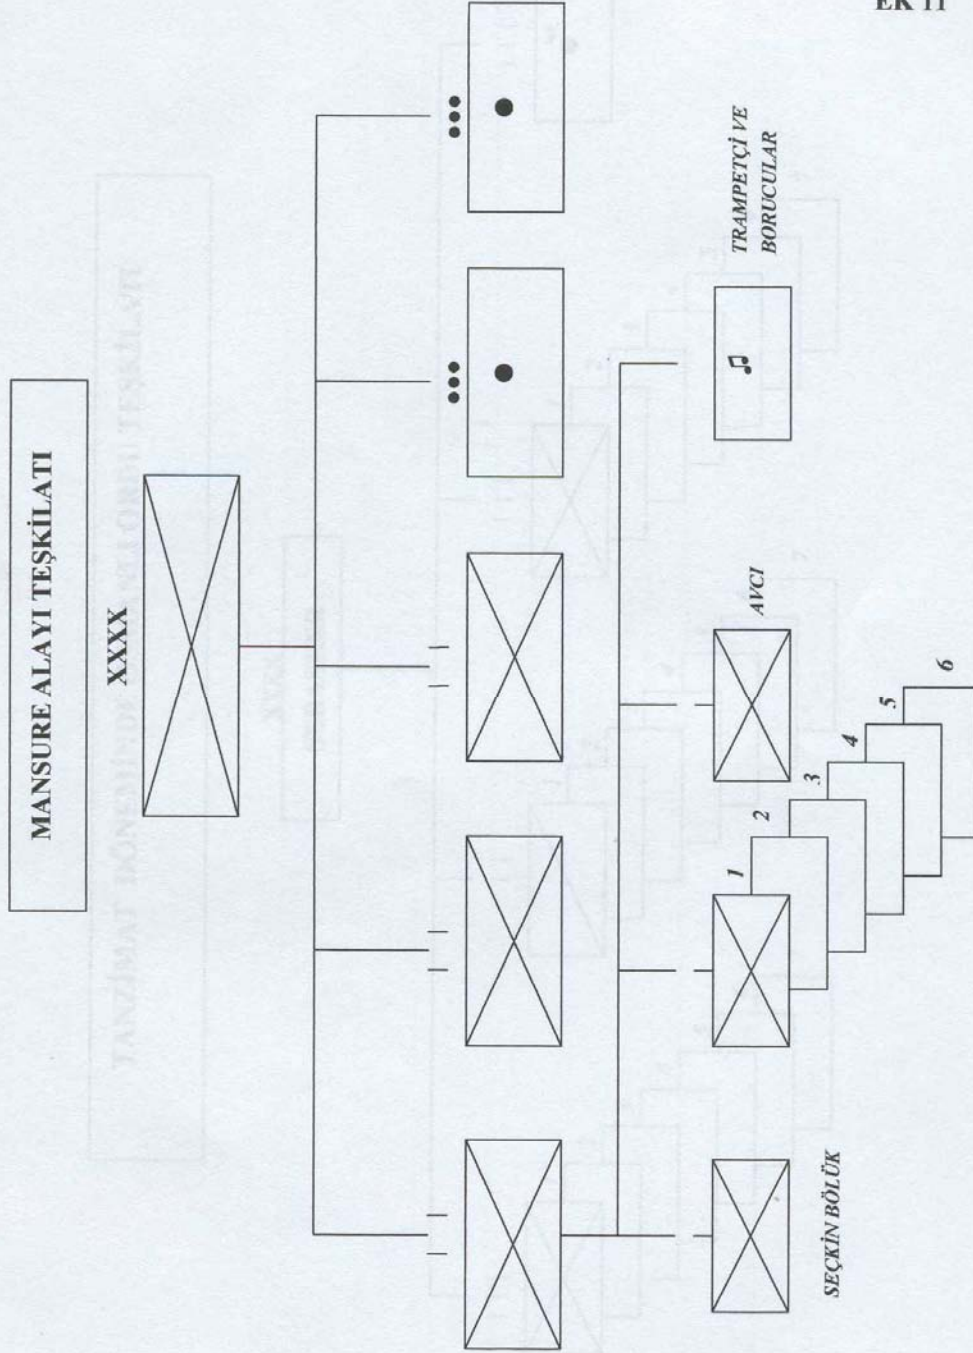 EK 11
MANSURE ALAYI TEŞKİLATI
XXXX
SEÇKİN BÖLÜK
1
2
3
4
5
6
AVCI
TRAMPETÇİ VE
BORUCULAR